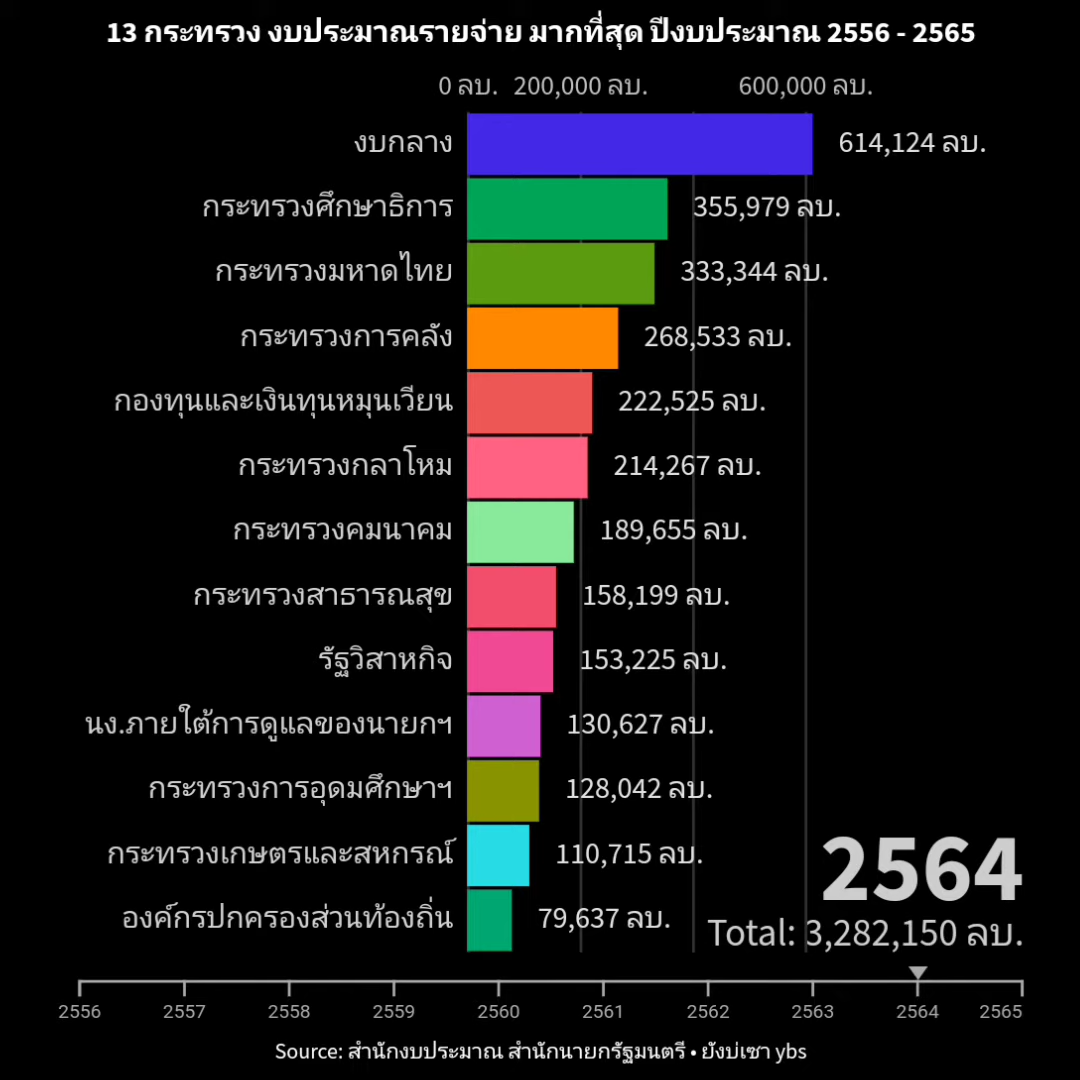 13 กระทรวง งบประมาณรายจ่าย มากที่สุด ปีงบประมาณ 2556 - 2565
0 ลบ. 200,000 ลบ. 600,000 ลบ.
งบกลาง 614,124 ลบ.
กระทรวงศึกษาธิการ 355,979 ลบ.
กระทรวงมหาดไทย 333,344 ลบ.
กระทรวงการคลัง 268,533 ลบ.
กองทุนและเงินทุนหมุนเวียน 222,525 ลบ.
กระทรวงกลาโหม 214,267 ลบ.
กระทรวงคมนาคม 189,655 ลบ.
กระทรวงสาธารณสุข 158,199 ลบ.
รัฐวิสาหกิจ 153,225 ลบ.
นง.ภายใต้การดูแลของนายกฯ 130,627 ลบ.
กระทรวงการอุดมศึกษาฯ 128,042 ลบ.
กระทรวงเกษตรและสหกรณ์ 110,715 ลบ.
องค์กรปกครองส่วนท้องถิ่น 79,637 ลบ.
2564
Total: 3,282,150 ลบ.
2556 2557 2558 2559 2560 2561 2562 2563 2564 2565
Source: สำนักงบประมาณ สำนักนายกรัฐมนตรี • ยังบ่เซา ybs